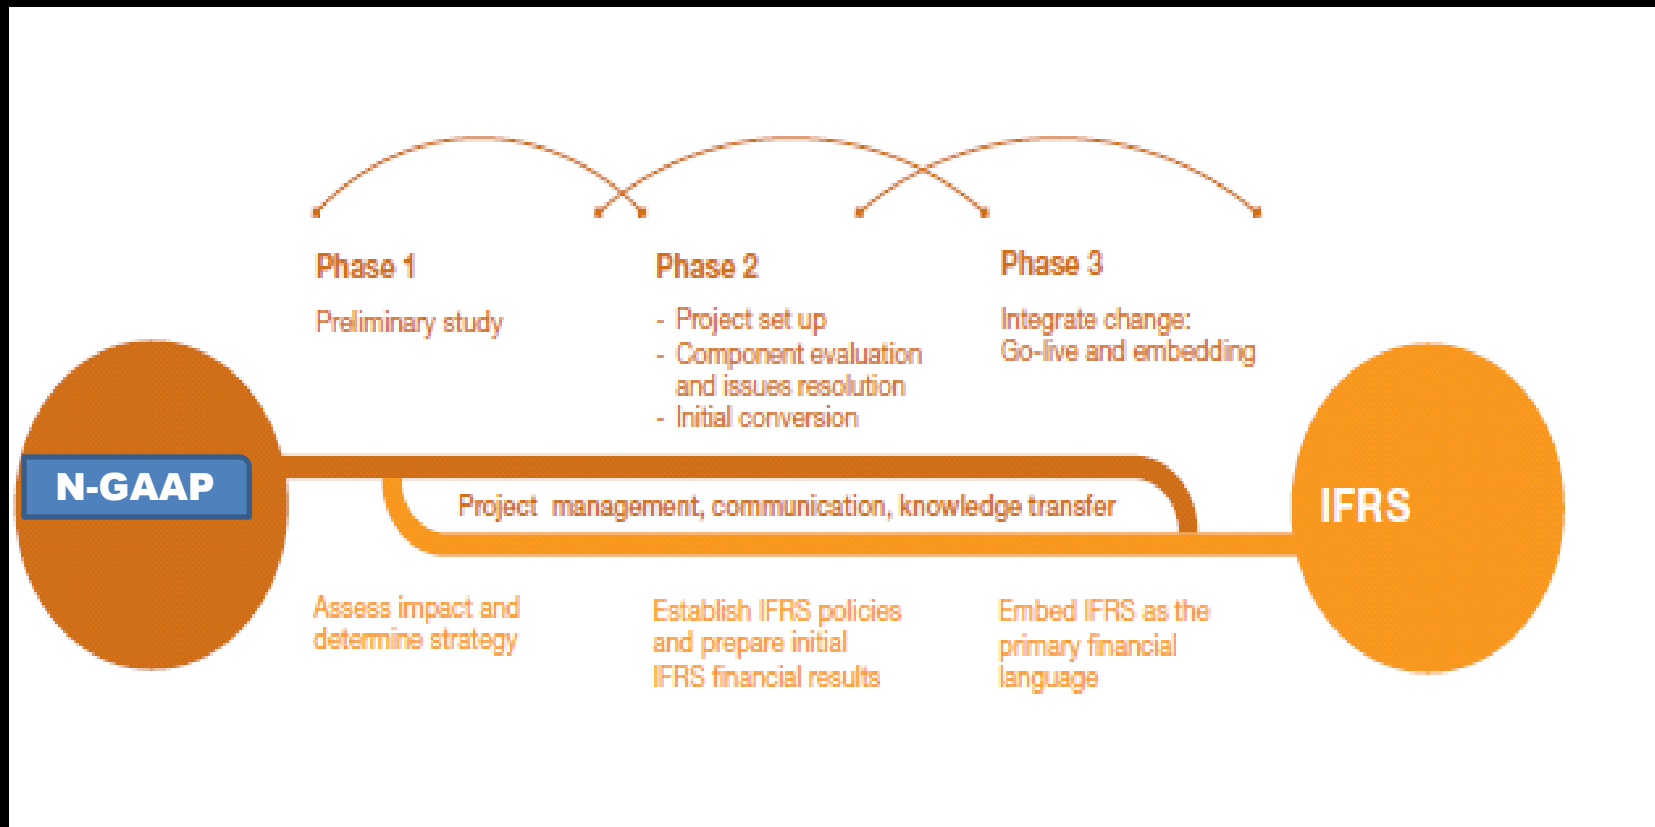 Phase 1
Preliminary study
Phase 2
- Project set up
- Component evaluation
and issues resolution
- Initial conversion
Phase 3
Integrate change:
Go-live and embedding
N-GAAP
Project management, communication, knowledge transfer
IFRS
Assess impact and
determine strategy
Establish IFRS policies
and prepare initial
IFRS financial results
Embed IFRS as the
primary financial
language